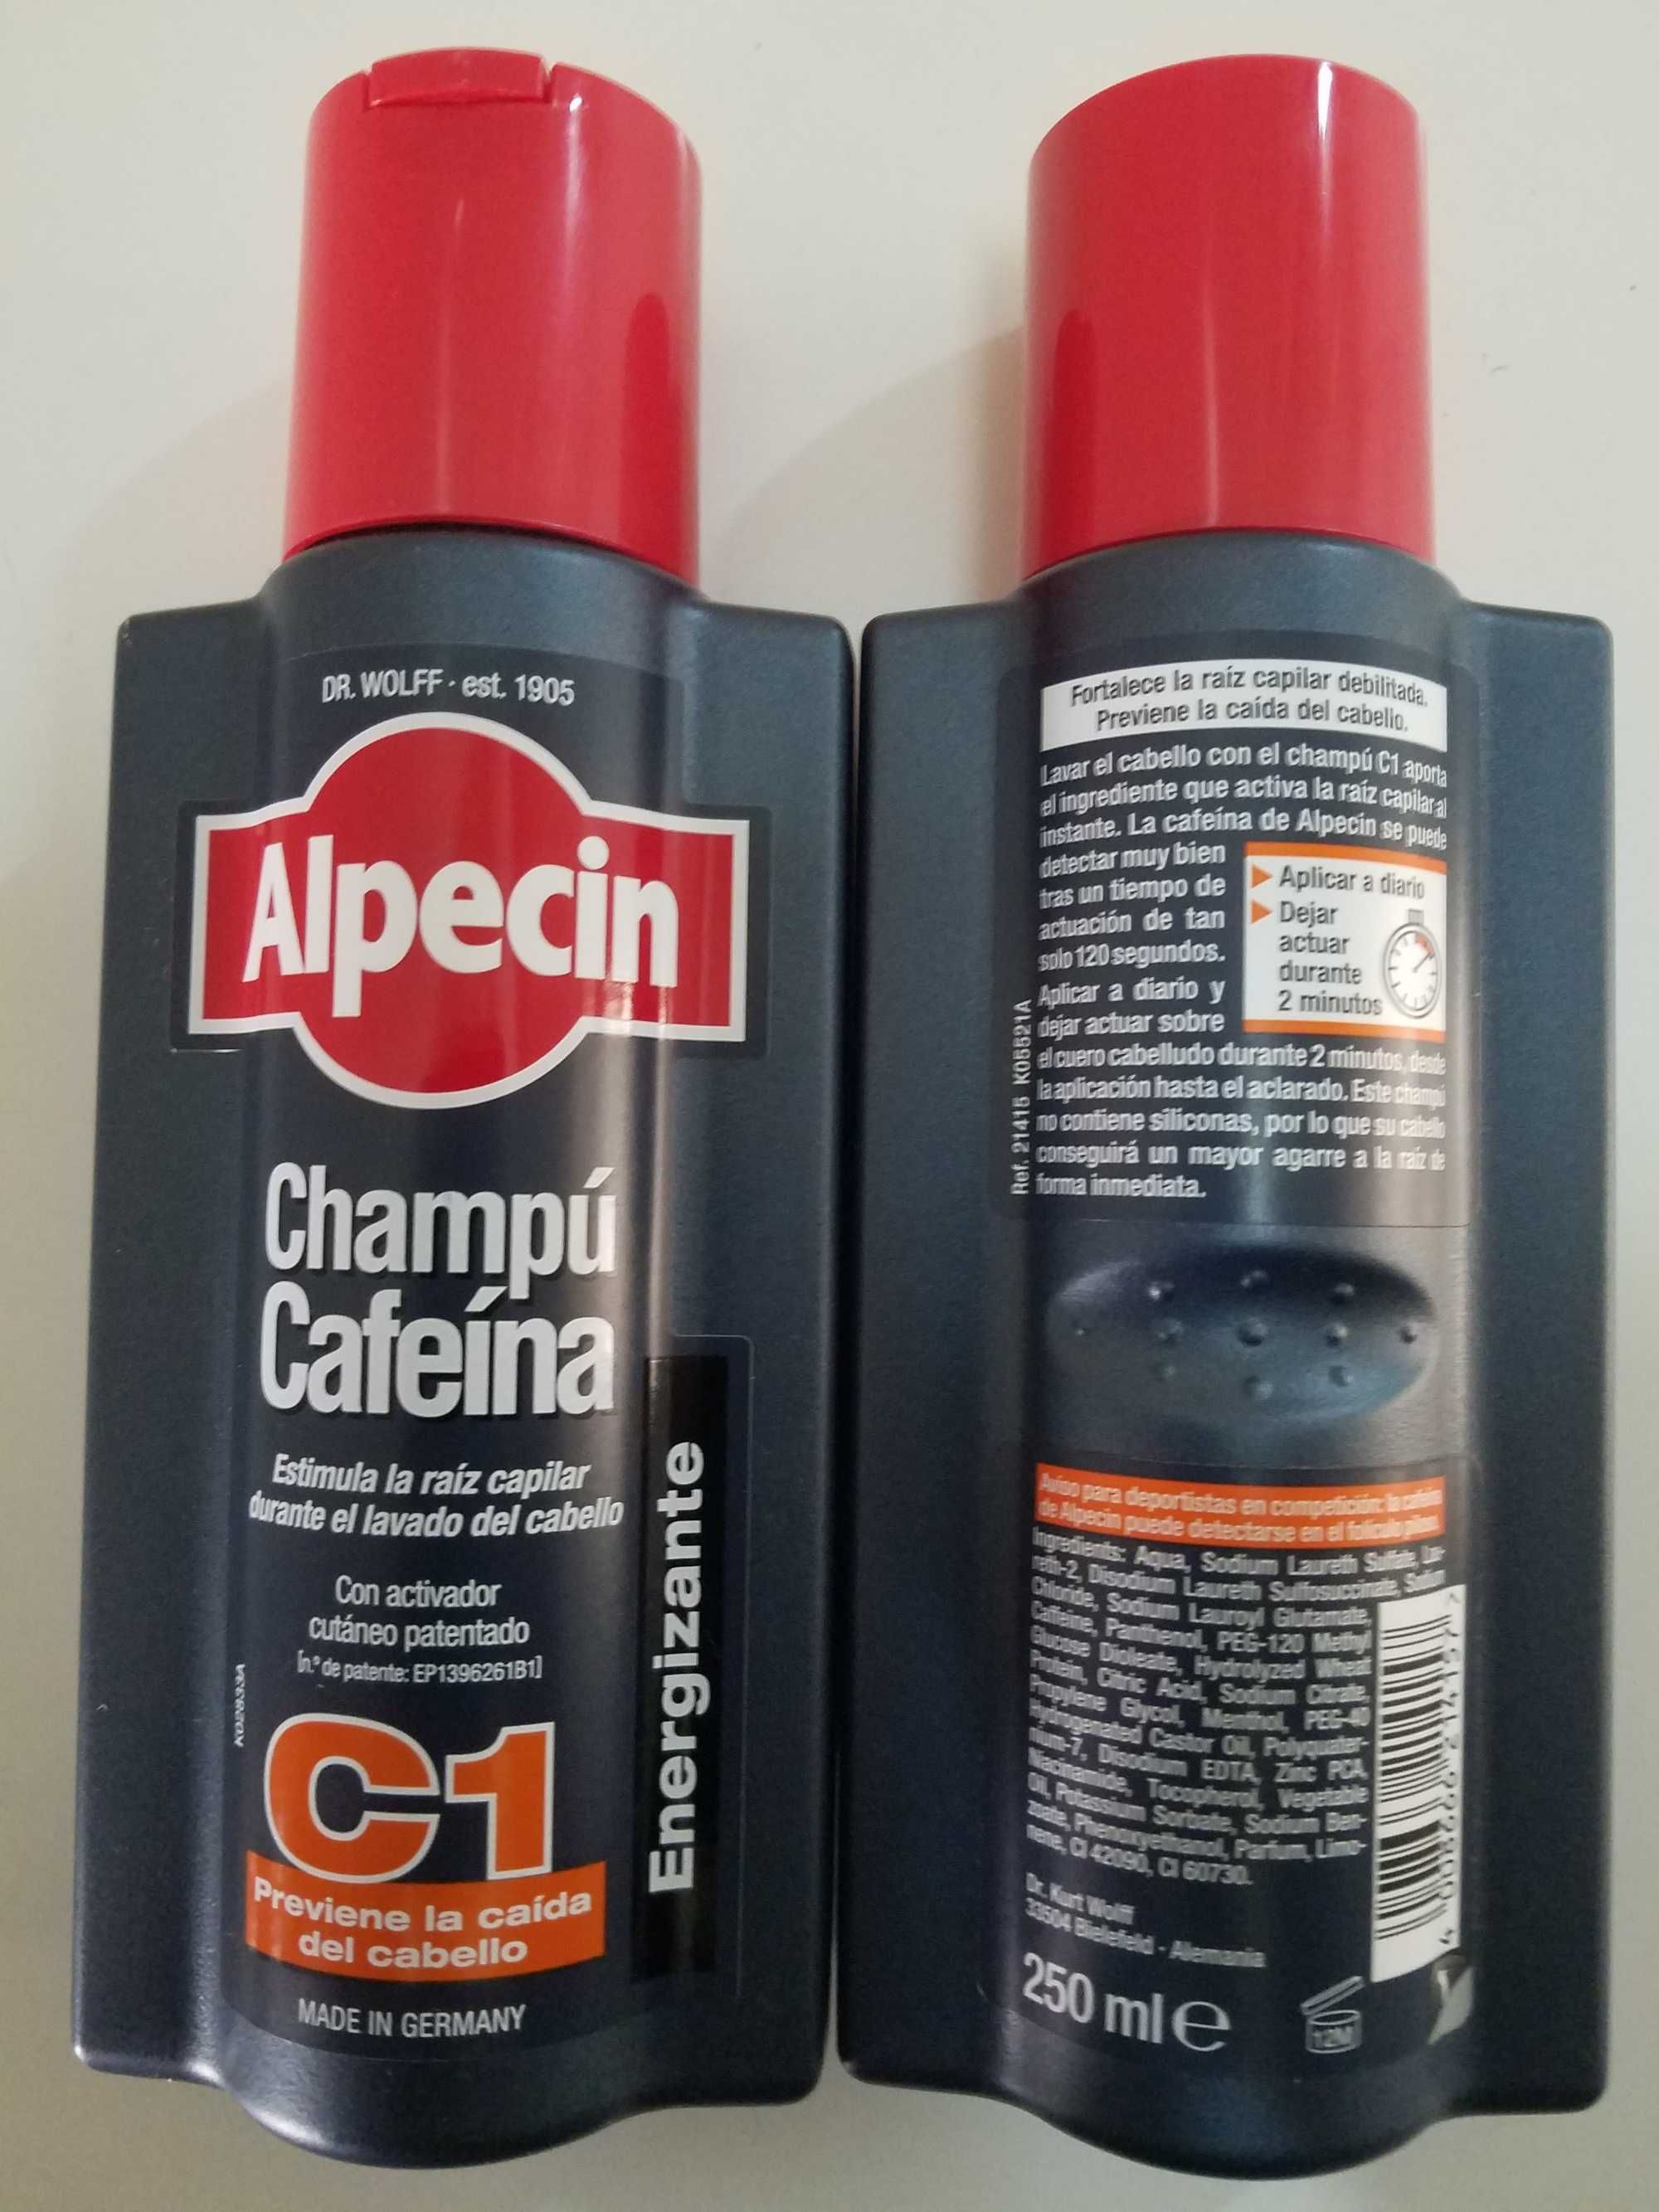 DR. WOLFF · est. 1905
Alpecin
Champú
Cafeína
Estimula la raíz capilar
durante el lavado del cabello
Con activador
cutáneo patentado
[n.º de patente: EP1396261B1]
Energizante
C1
Previene la caída
del cabello
MADE IN GERMANY
Fortalece la raíz capilar debilitada.
Previene la caída del cabello.
Lavar el cabello con el champú C1 aporta
el ingrediente que activa la raíz capilar al
instante. La cafeína de Alpecin se puede
detectar muy bien
tras un tiempo de
actuación de tan
solo 120 segundos.
Aplicar a diario y
dejar actuar sobre
Aplicar a diario
Dejar
actuar
durante
2 minutos
el cuero cabelludo durante 2 minutos, desde
la aplicación hasta el aclarado. Este champú
no contiene siliconas, por lo que su cabello
conseguirá un mayor agarre a la raíz de
forma inmediata.
Ref. 21415 K05521A
Aviso para deportistas en competición: la cafeína
de Alpecin puede detectarse en el folículo piloso.
Ingredients: Aqua, Sodium Laureth Sulfate, Lau-
reth-2, Disodium Laureth Sulfosuccinate, Sodium
Chloride, Sodium Lauroyl Glutamate,
Caffeine, Panthenol, PEG-120 Methyl
Glucose Dioleate, Hydrolyzed Wheat
Protein, Citric Acid, Sodium Citrate,
Propylene Glycol, Menthol, PEG-40
Hydrogenated Castor Oil, Polyquater-
nium-7, Disodium EDTA, Zinc PCA,
Niacinamide, Tocopherol, Vegetable
Oil, Potassium Sorbate, Sodium Ben-
zoate, Phenoxyethanol, Parfum, Limo-
nene, CI 42090, CI 60730.
Dr. Kurt Wolff
33504 Bielefeld - Alemania
250 ml e
12M